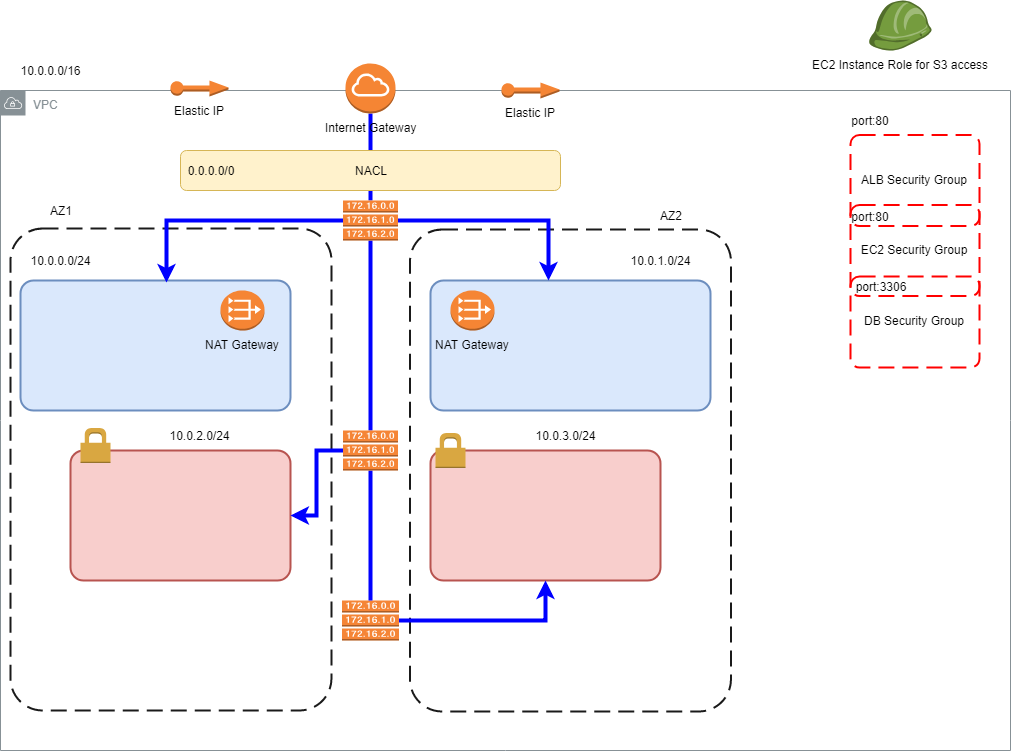 EC2 Instance Role for S3 access
10.0.0.0/16
VPC
Elastic IP
Internet Gateway
Elastic IP
port:80
0.0.0.0/0
NACL
ALB Security Group
172.16.0.0
172.16.1.0
172.16.2.0
AZ1
AZ2
port:80
EC2 Security Group
10.0.0.0/24
10.0.1.0/24
port:3306
DB Security Group
NAT Gateway
NAT Gateway
10.0.2.0/24
10.0.3.0/24
172.16.0.0
172.16.1.0
172.16.2.0
172.16.0.0
172.16.1.0
172.16.2.0